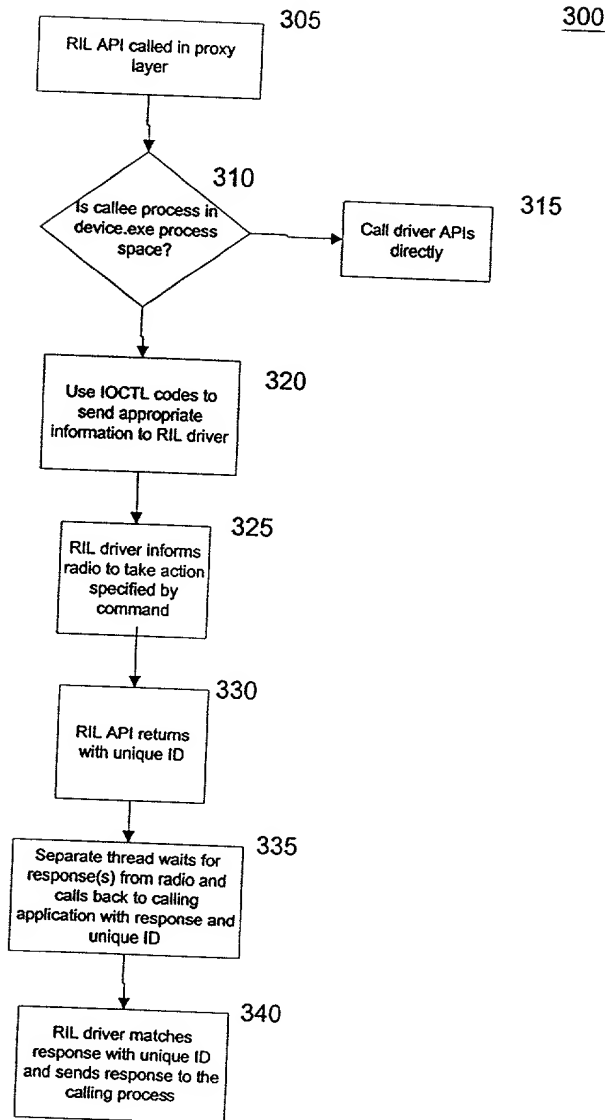 300
305
RIL API called in proxy
layer
310
Is callee process in
device.exe process
space?
315
Call driver APIs
directly
320
Use IOCTL codes to
send appropriate
information to RIL driver
325
RIL driver informs
radio to take action
specified by
command
330
RIL API returns
with unique ID
335
Separate thread waits for
response(s) from radio and
calls back to calling
application with response and
unique ID
340
RIL driver matches
response with unique ID
and sends response to the
calling process